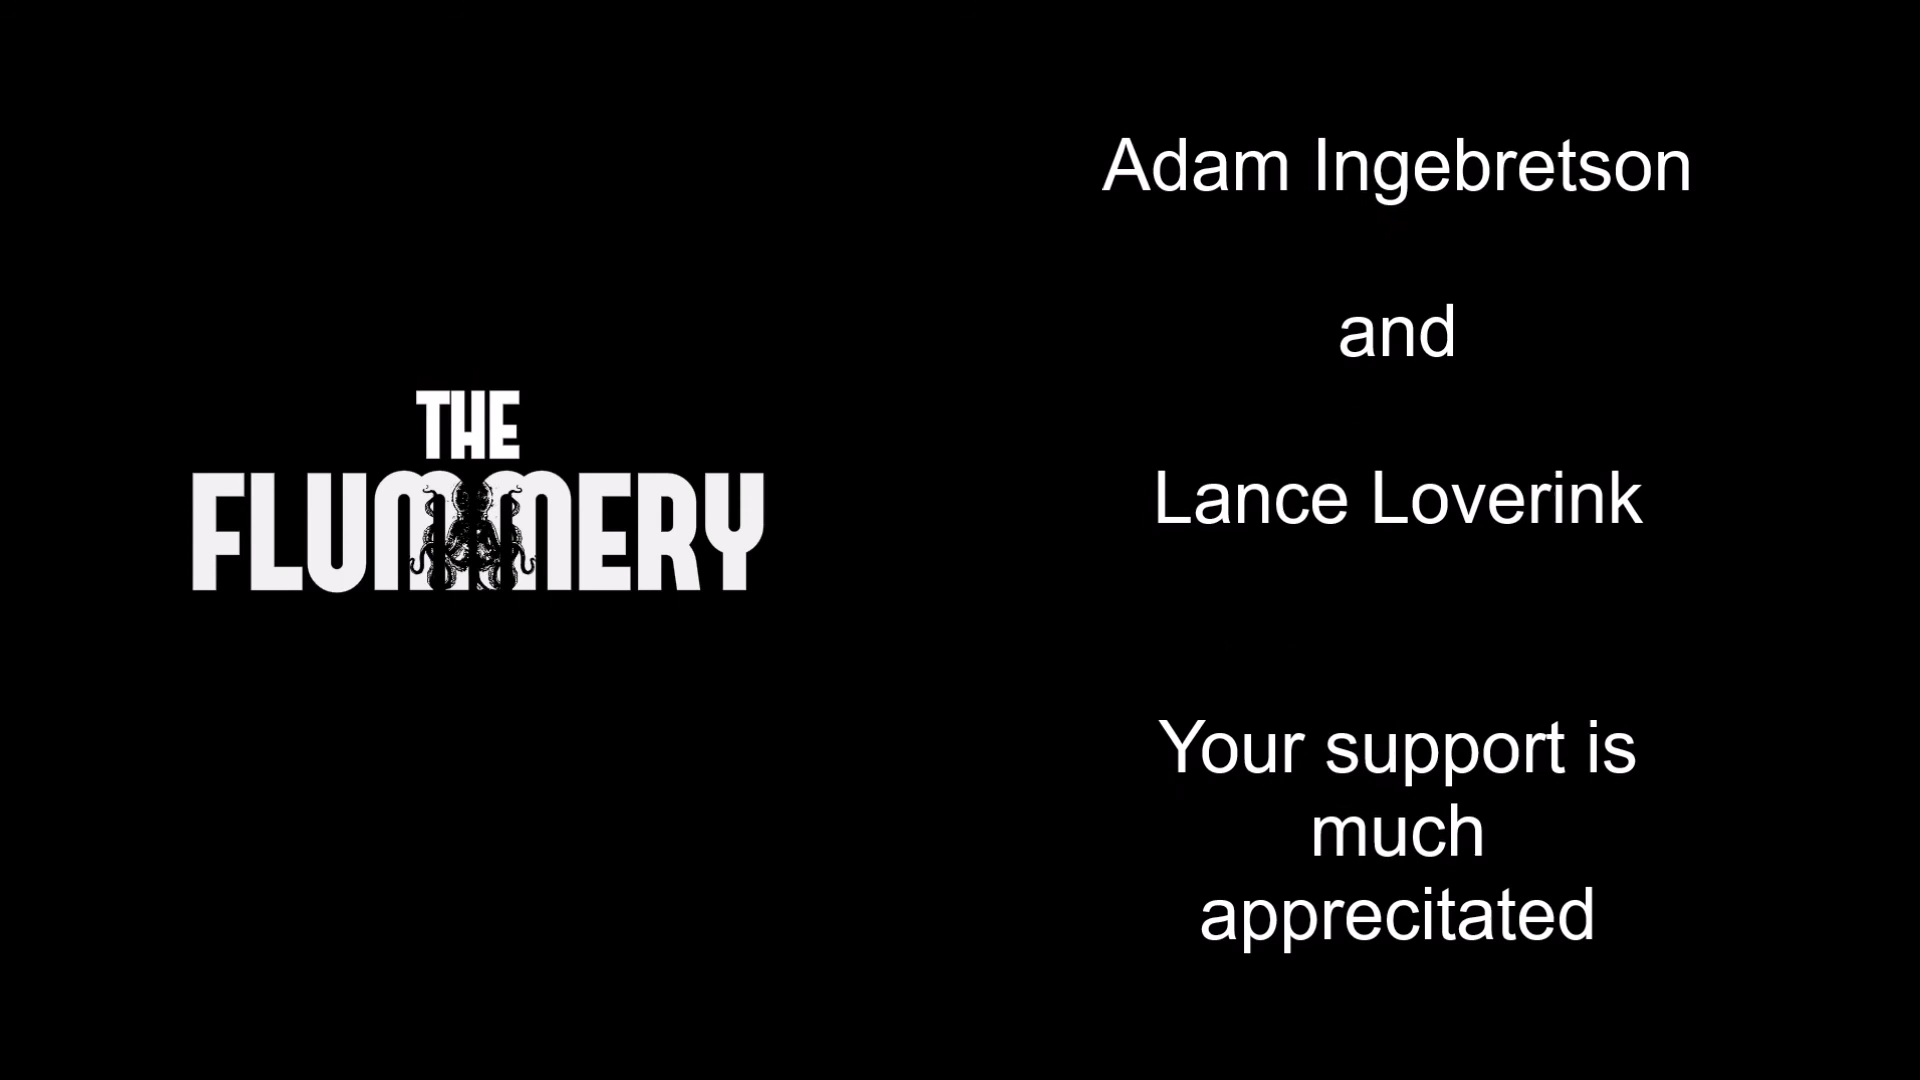 THE
FLUMMERY
Adam Ingebretson
and
Lance Loverink
Your support is
much
apprecitated